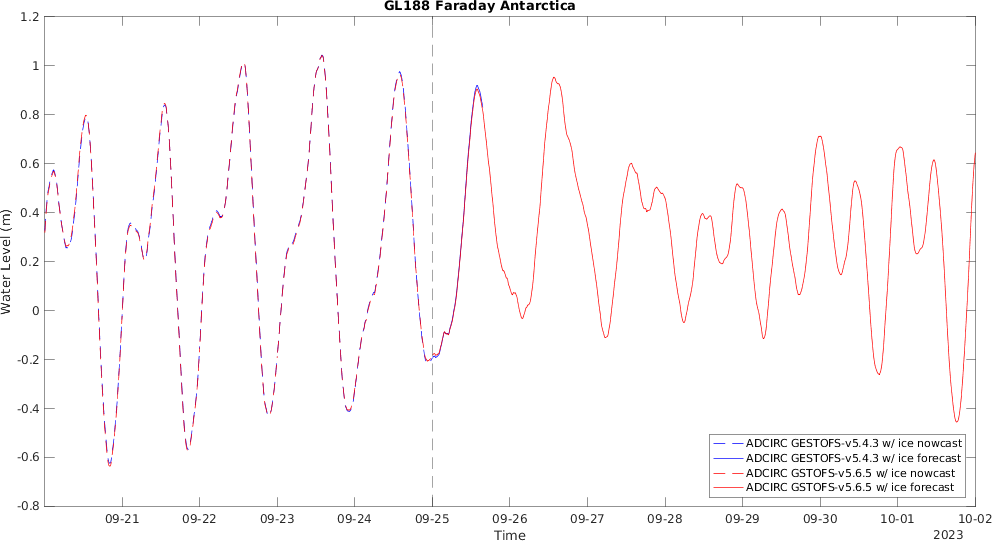 GL188 Faraday Antarctica
1.2
1
0.8
0.6
0.4
0.2
0
-0.2
-0.4
-0.6
-0.8
Water Level (m)
ADCIRC GESTOFS-v5.4.3 w/ ice nowcast
ADCIRC GESTOFS-v5.4.3 w/ ice forecast
ADCIRC GSTOFS-v5.6.5 w/ ice nowcast
ADCIRC GSTOFS-v5.6.5 w/ ice forecast
09-21 09-22 09-23 09-24 09-25 09-26 09-27 09-28 09-29 09-30 10-01 10-02
Time
2023